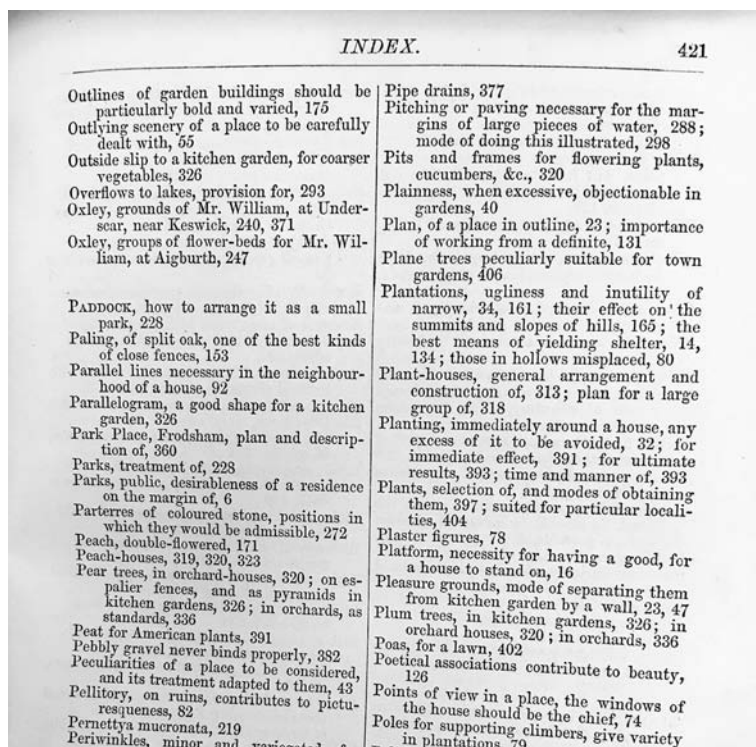 INDEX.
421
Outlines of garden buildings should be
particularly bold and varied, 175
Outlying scenery of a place to be carefully
dealt with, 55
Outside slip to a kitchen garden, for coarser
vegetables, 326
Overflows to lakes, provision for, 293
Oxley, grounds of Mr. William, at Under-
scar, near Keswick, 240, 371
Oxley, groups of flower-beds for Mr. Wil-
liam, at Aigburth, 247
PADDOCK, how to arrange it as a small
park, 228
Paling, of split oak, one of the best kinds
of close fences, 153
Parallel lines necessary in the neighbour-
hood of a house, 92
Parallelogram, a good shape for a kitchen
garden, 326
Park Place, Frodsham, plan and descrip-
tion of, 360
Parks, treatment of, 228
Parks, public, desirableness of a residence
on the margin of, 6
Parterres of coloured stone, positions in
which they would be admissible, 272
Peach, double-flowered, 171
Peach-houses, 319, 320, 323
Pear trees, in orchard-houses, 320; on es-
palier fences, and as pyramids in
kitchen gardens, 326; in orchards, as
standards, 336
Peat for American plants, 391
Pebbly gravel never binds properly, 382
Peculiarities of a place to be considered,
and its treatment adapted to them, 43
Pellitory, on ruins, contributes to pictu-
resqueness, 82
Pernettya mucronata, 219
Periwinkles, minor and variegated
Pipe drains, 377
Pitching or paving necessary for the mar-
gins of large pieces of water, 288;
mode of doing this illustrated, 298
Pits and frames for flowering plants,
cucumbers, &c., 320
Plainness, when excessive, objectionable in
gardens, 40
Plan, of a place in outline, 23; importance
of working from a definite, 131
Plane trees peculiarly suitable for town
gardens, 406
Plantations, ugliness and inutility of
narrow, 34, 161; their effect on the
summits and slopes of hills, 165; the
best means of yielding shelter, 14,
134; those in hollows misplaced, 80
Plant-houses, general arrangement and
construction of, 313; plan for a large
group of, 318
Planting, immediately around a house, any
excess of it to be avoided, 32; for
immediate effect, 391; for ultimate
results, 393; time and manner of, 393
Plants, selection of, and modes of obtaining
them, 397; suited for particular locali-
ties, 404
Plaster figures, 78
Platform, necessity for having a good, for
a house to stand on, 16
Pleasure grounds, mode of separating them
from kitchen garden by a wall, 23, 47
Plum trees, in kitchen gardens, 326; in
orchard houses, 320; in orchards, 336
Poas, for a lawn, 402
Poetical associations contribute to beauty,
126
Points of view in a place, the windows of
the house should be the chief, 74
Poles for supporting climbers, give variety
in plantations, 79